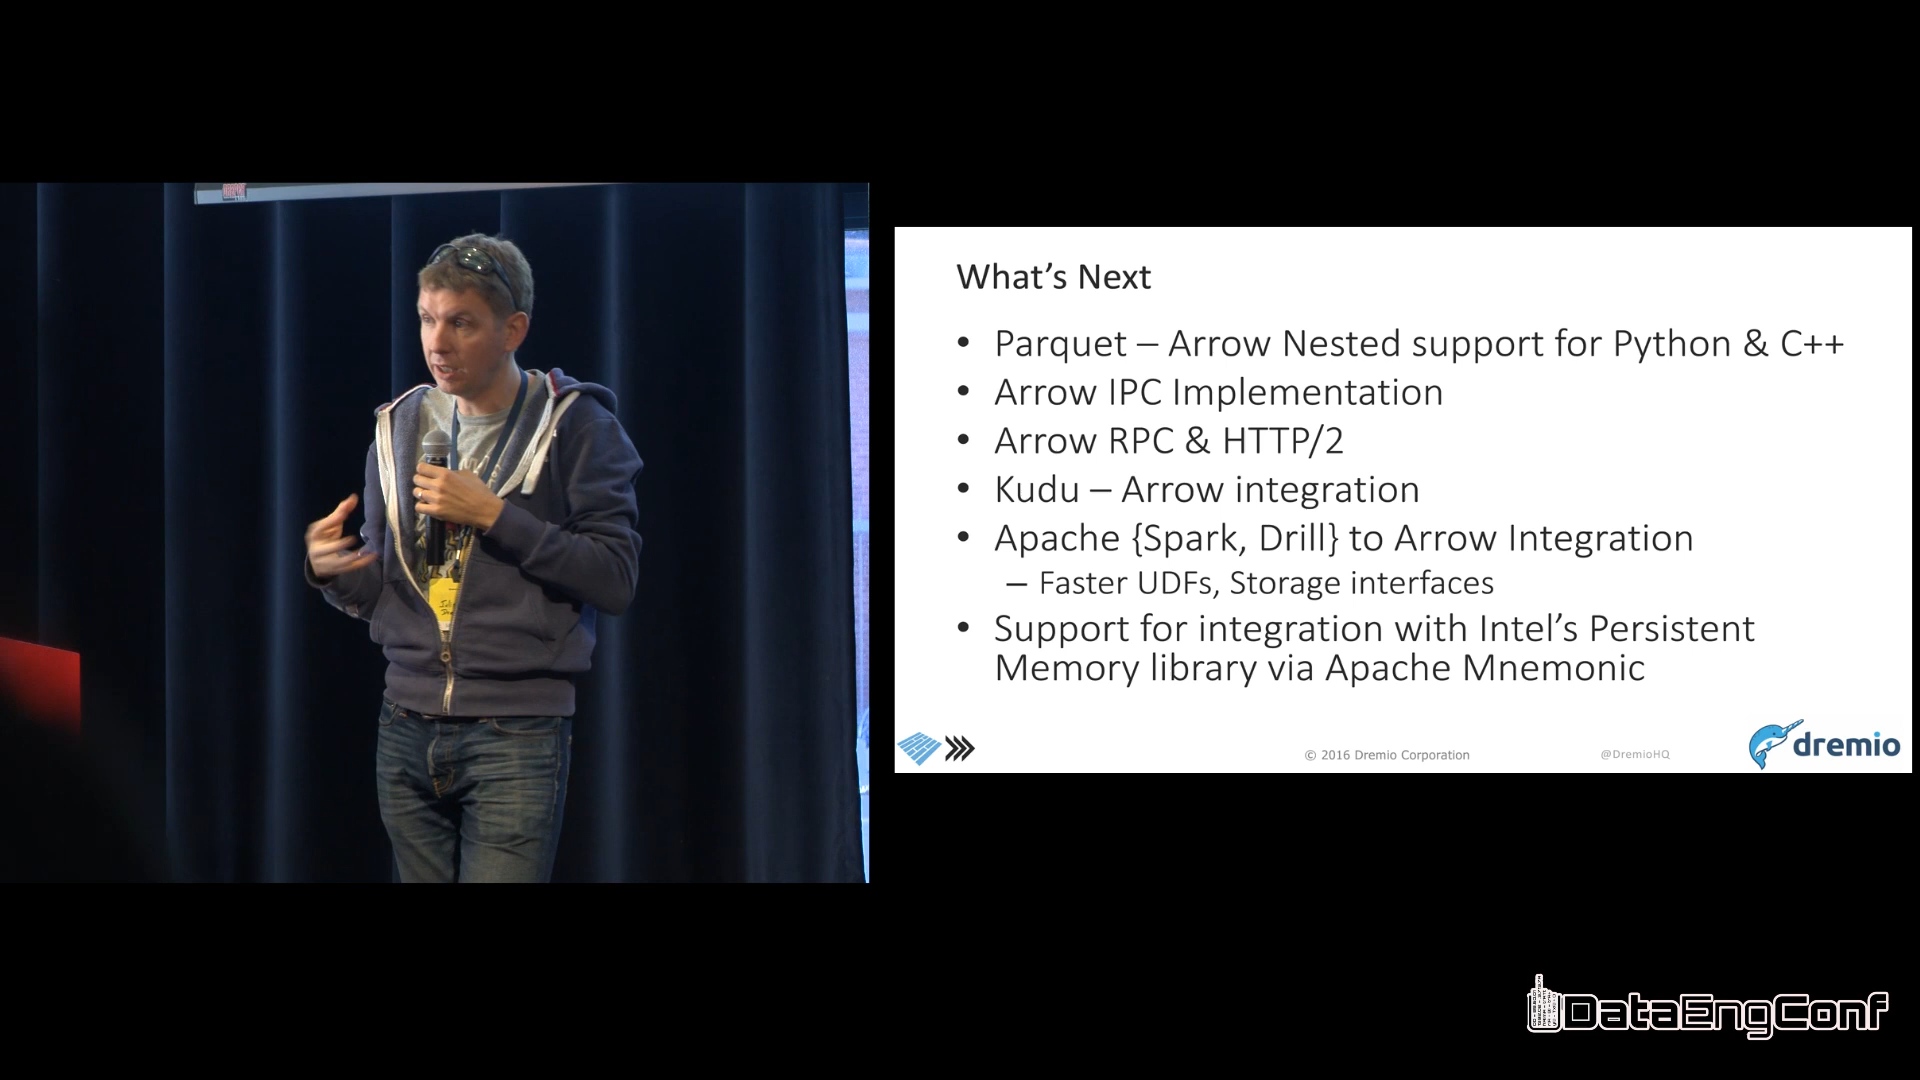 What's Next
• Parquet – Arrow Nested support for Python & C++
• Arrow IPC Implementation
• Arrow RPC & HTTP/2
• Kudu – Arrow integration
• Apache {Spark, Drill} to Arrow Integration
– Faster UDFs, Storage interfaces
• Support for integration with Intel's Persistent
Memory library via Apache Mnemonic
© 2016 Dremio Corporation
@DremioHQ
dremio
DataEngConf